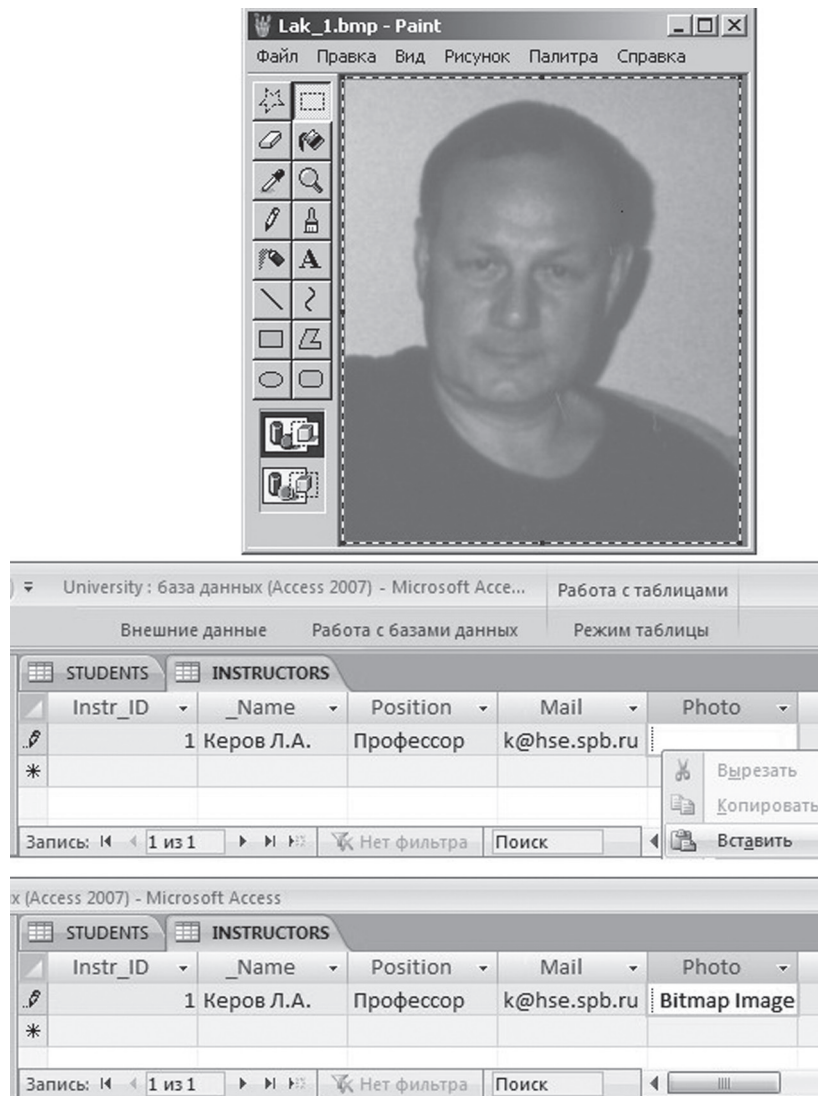 Lak_1.bmp - Paint
Файл Правка Вид Рисунок Палитра Справка
A
University : база данных (Access 2007) - Microsoft Acce... Работа с таблицами
Внешние данные Работа с базами данных Режим таблицы
STUDENTS INSTRUCTORS
Instr_ID _Name Position Mail Photo
1 Керов Л.А. Профессор k@hse.spb.ru
Вырезать
Копировать
Запись: 1 из 1 Нет фильтра Поиск Вставить
x (Access 2007) - Microsoft Access
STUDENTS INSTRUCTORS
Instr_ID _Name Position Mail Photo
1 Керов Л.А. Профессор k@hse.spb.ru Bitmap Image
Запись: 1 из 1 Нет фильтра Поиск